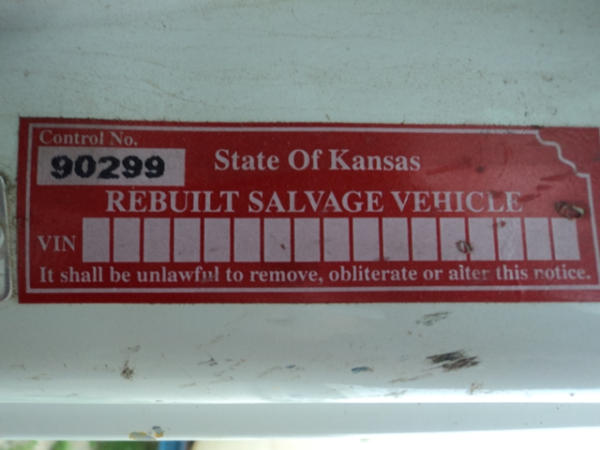 Control No.
90299
State Of Kansas
REBUILT SALVAGE VEHICLE
VIN
It shall be unlawful to remove, obliterate or alter this notice.